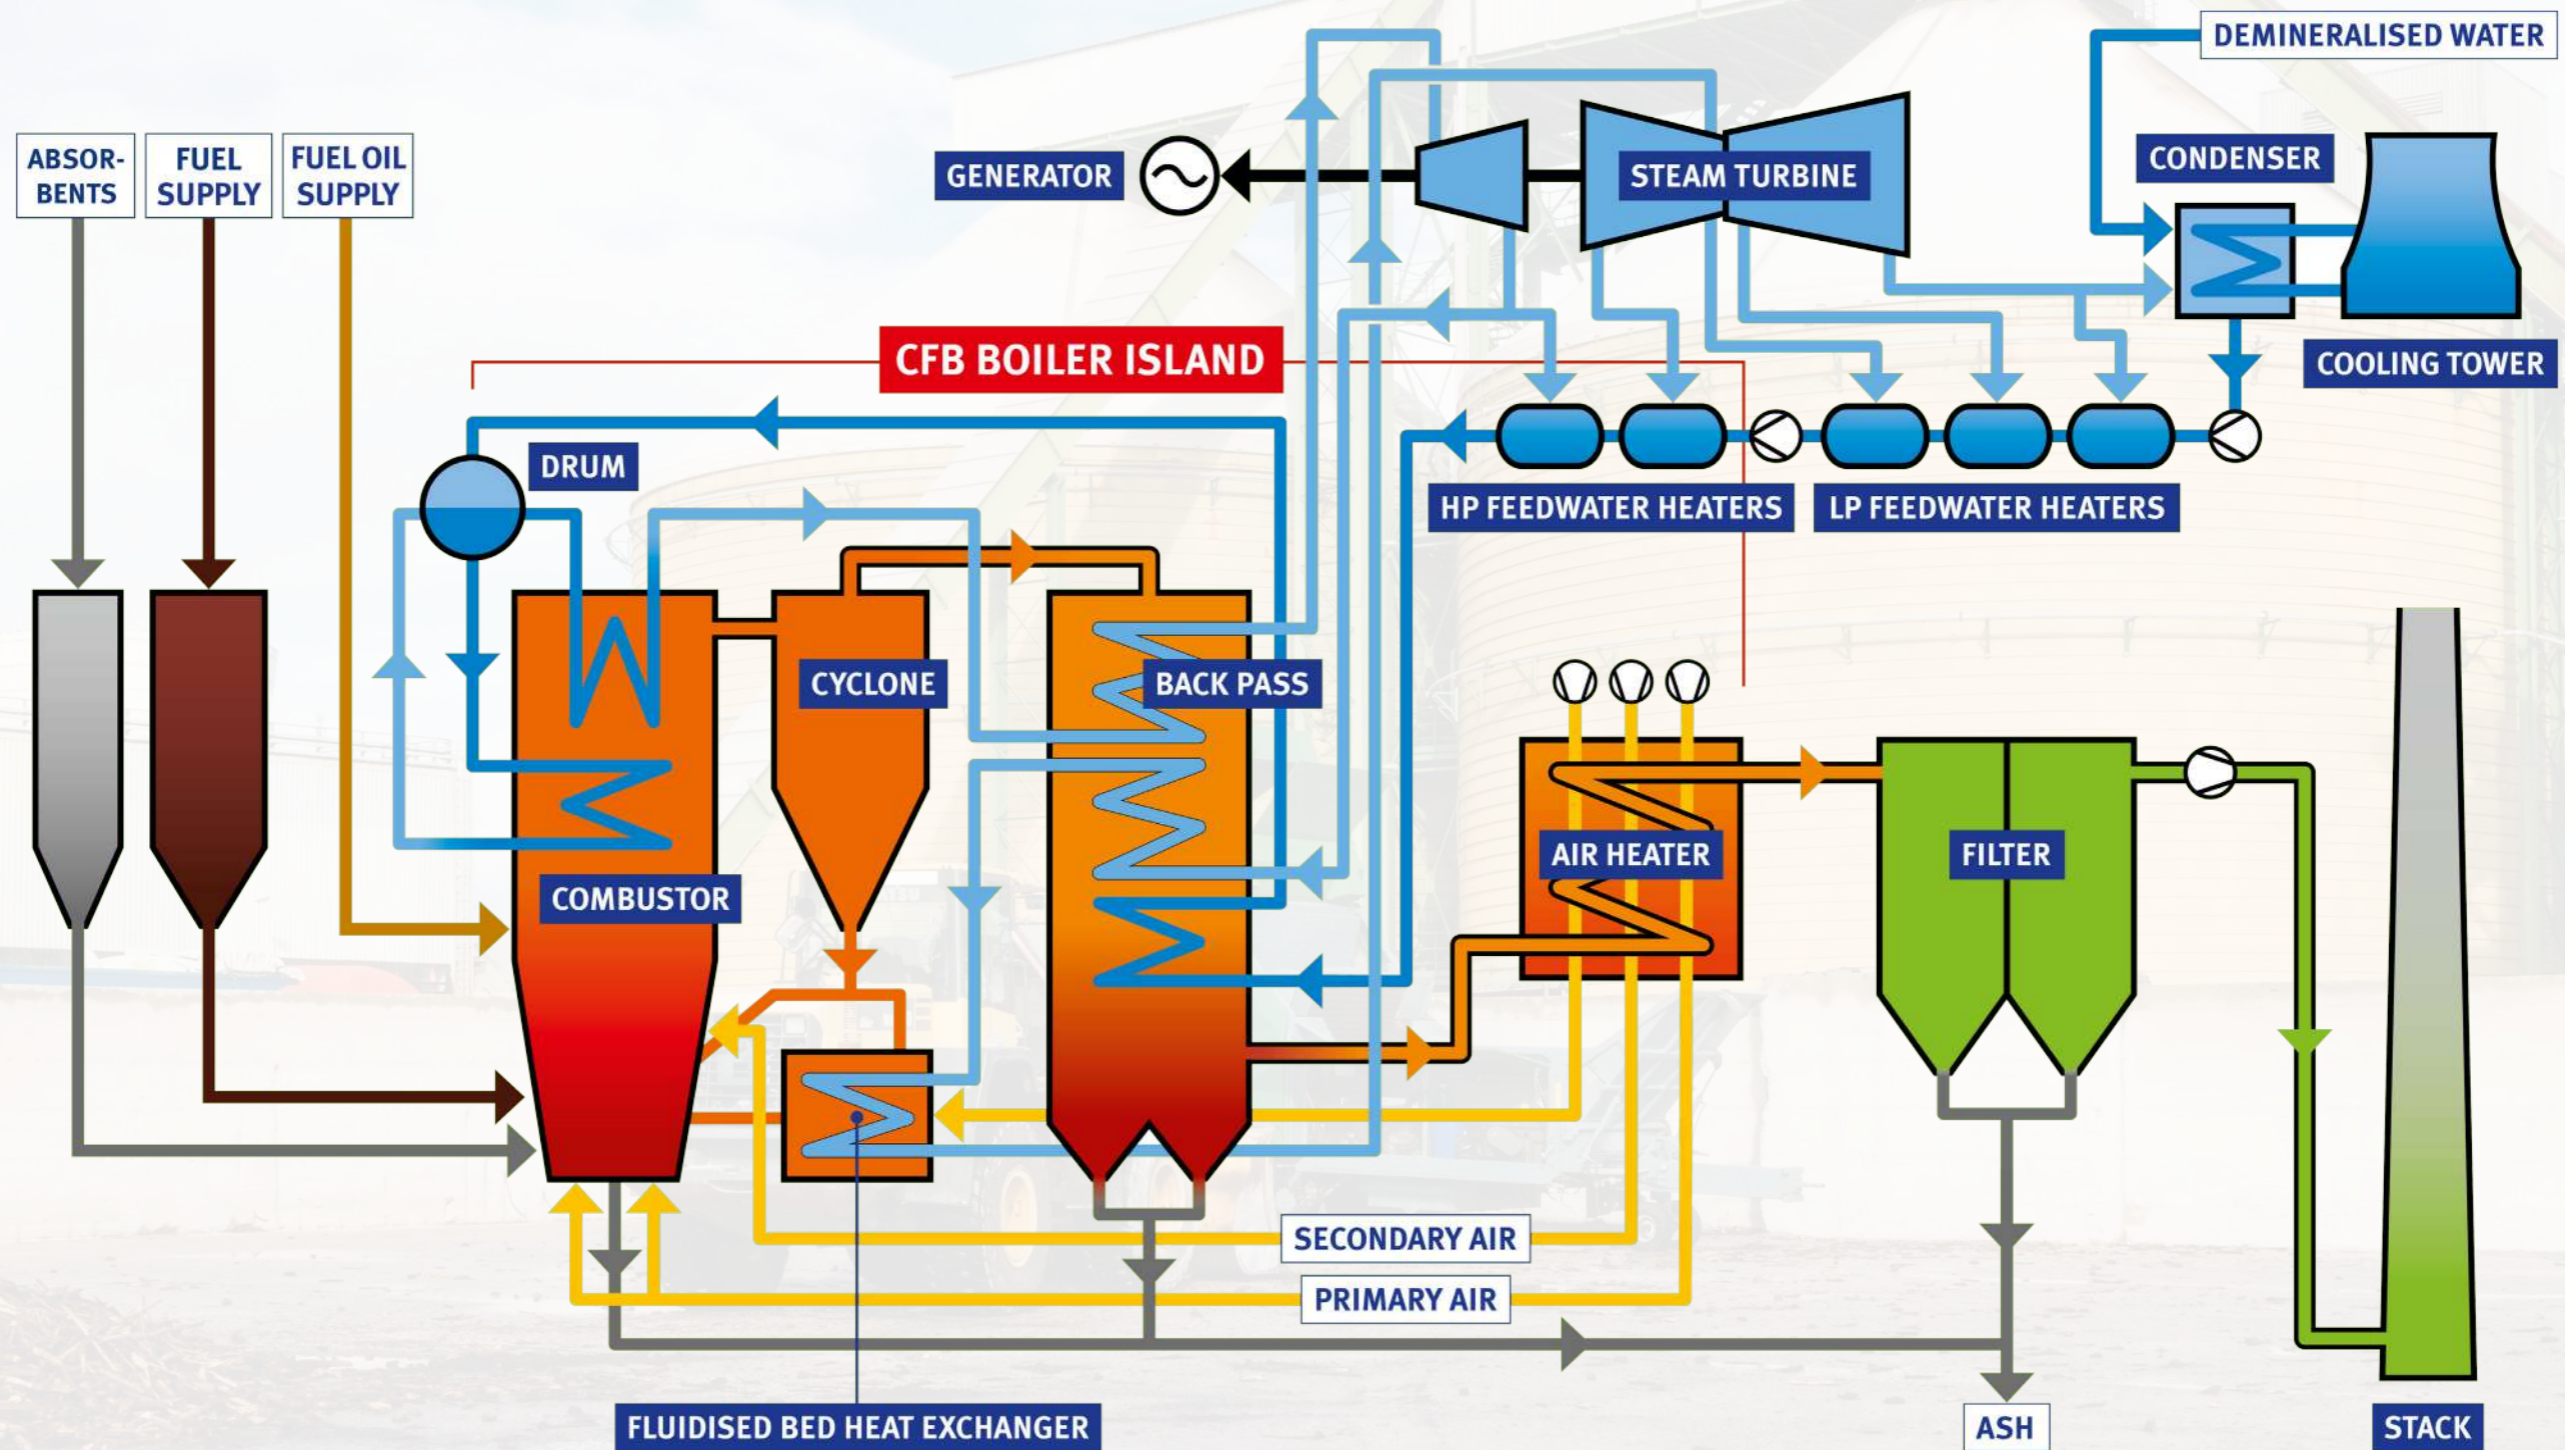 DEMINERALISED WATER
ABSOR-
BENTS
FUEL
SUPPLY
FUEL OIL
SUPPLY
GENERATOR
STEAM TURBINE
CONDENSER
CFB BOILER ISLAND
COOLING TOWER
DRUM
HP FEEDWATER HEATERS
LP FEEDWATER HEATERS
CYCLONE
BACK PASS
AIR HEATER
FILTER
COMBUSTOR
SECONDARY AIR
PRIMARY AIR
FLUIDISED BED HEAT EXCHANGER
ASH
STACK